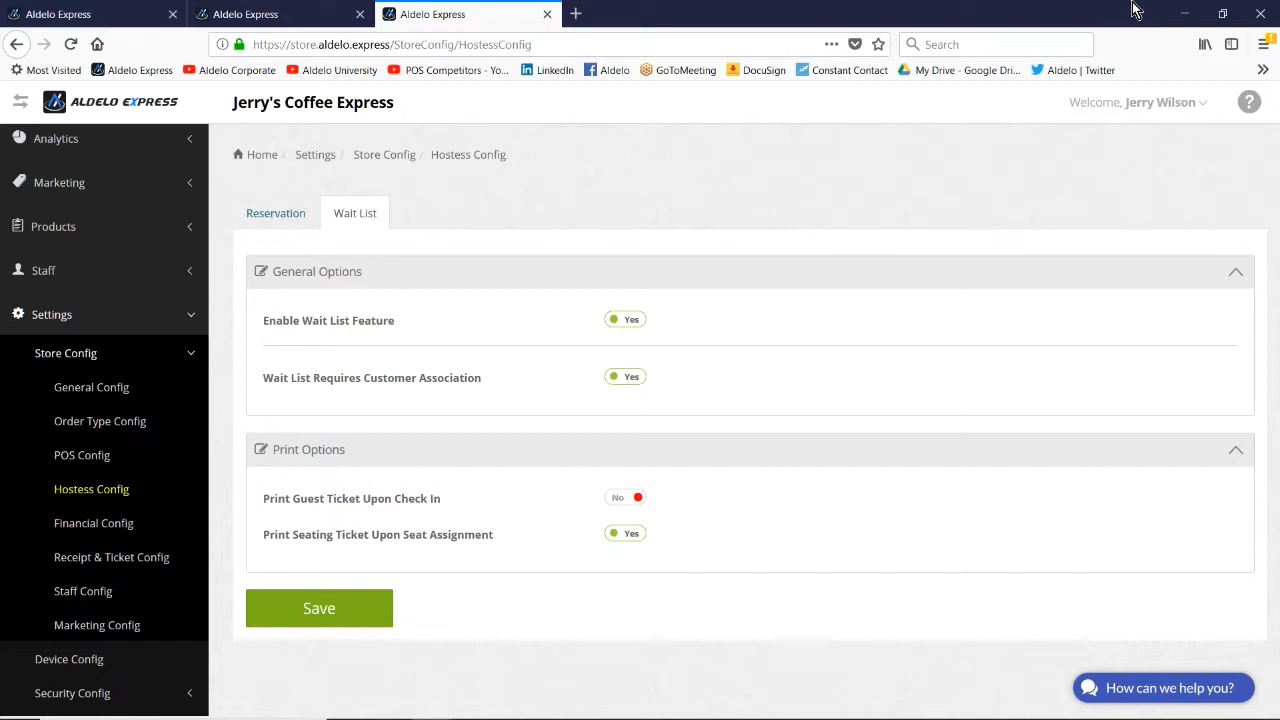 Aldelo Express
Aldelo Express
Aldelo Express
https://store.aldelo.express/StoreConfig/HostessConfig
Search
Most Visited
Aldelo Express
Aldelo Corporate
Aldelo University
POS Competitors - Yo...
LinkedIn
Aldelo
GoToMeeting
DocuSign
Constant Contact
My Drive - Google Dri...
Aldelo | Twitter
ALDELO EXPRESS
Jerry's Coffee Express
Welcome, Jerry Wilson
?
Analytics
Marketing
Products
Staff
Settings
Store Config
General Config
Order Type Config
POS Config
Hostess Config
Financial Config
Receipt & Ticket Config
Staff Config
Marketing Config
Device Config
Security Config
Home / Settings / Store Config / Hostess Config
Reservation
Wait List
General Options
Enable Wait List Feature
Yes
Wait List Requires Customer Association
Yes
Print Options
Print Guest Ticket Upon Check In
No
Print Seating Ticket Upon Seat Assignment
Yes
Save
How can we help you?